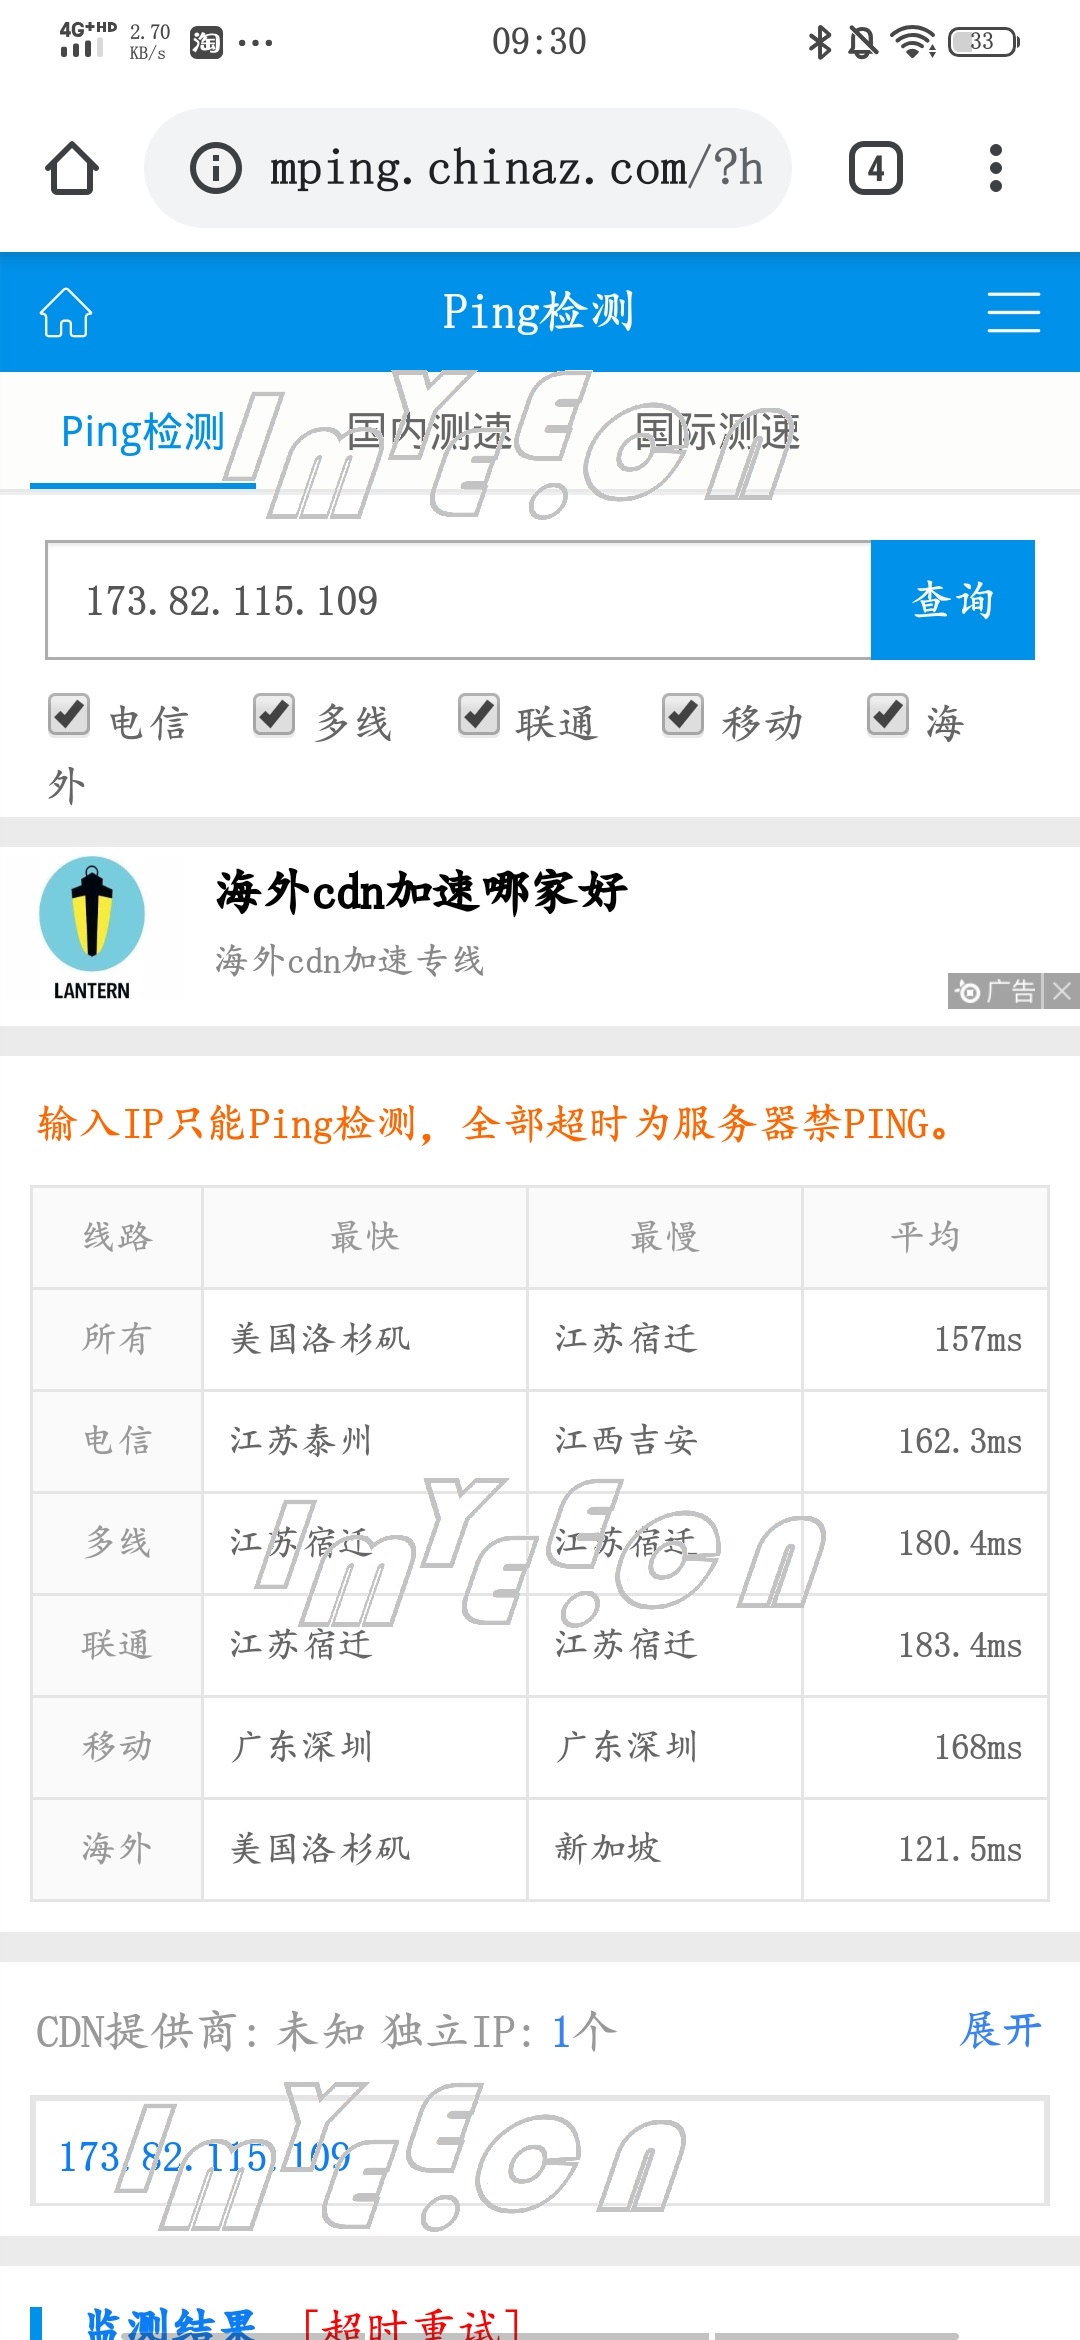 4G+HD 2.70 KB/s 淘 ... 09:30 33
mping.chinaz.com/?h 4
Ping检测
Ping检测 国内测速 国际测速
ImYEE.Cn
173.82.115.109 查询
电信 多线 联通 移动 海
外
海外cdn加速哪家好
海外cdn加速专线
LANTERN
广告
输入IP只能Ping检测，全部超时为服务器禁PING。
线路 最快 最慢 平均
所有 美国洛杉矶 江苏宿迁 157ms
电信 江苏泰州 江西吉安 162.3ms
多线 江苏宿迁 江苏宿迁 180.4ms
ImYEE.Cn
联通 江苏宿迁 江苏宿迁 183.4ms
移动 广东深圳 广东深圳 168ms
海外 美国洛杉矶 新加坡 121.5ms
CDN提供商: 未知 独立IP: 1个 展开
173.82.115.109
ImYEE.Cn
监测结果 [超时重试]